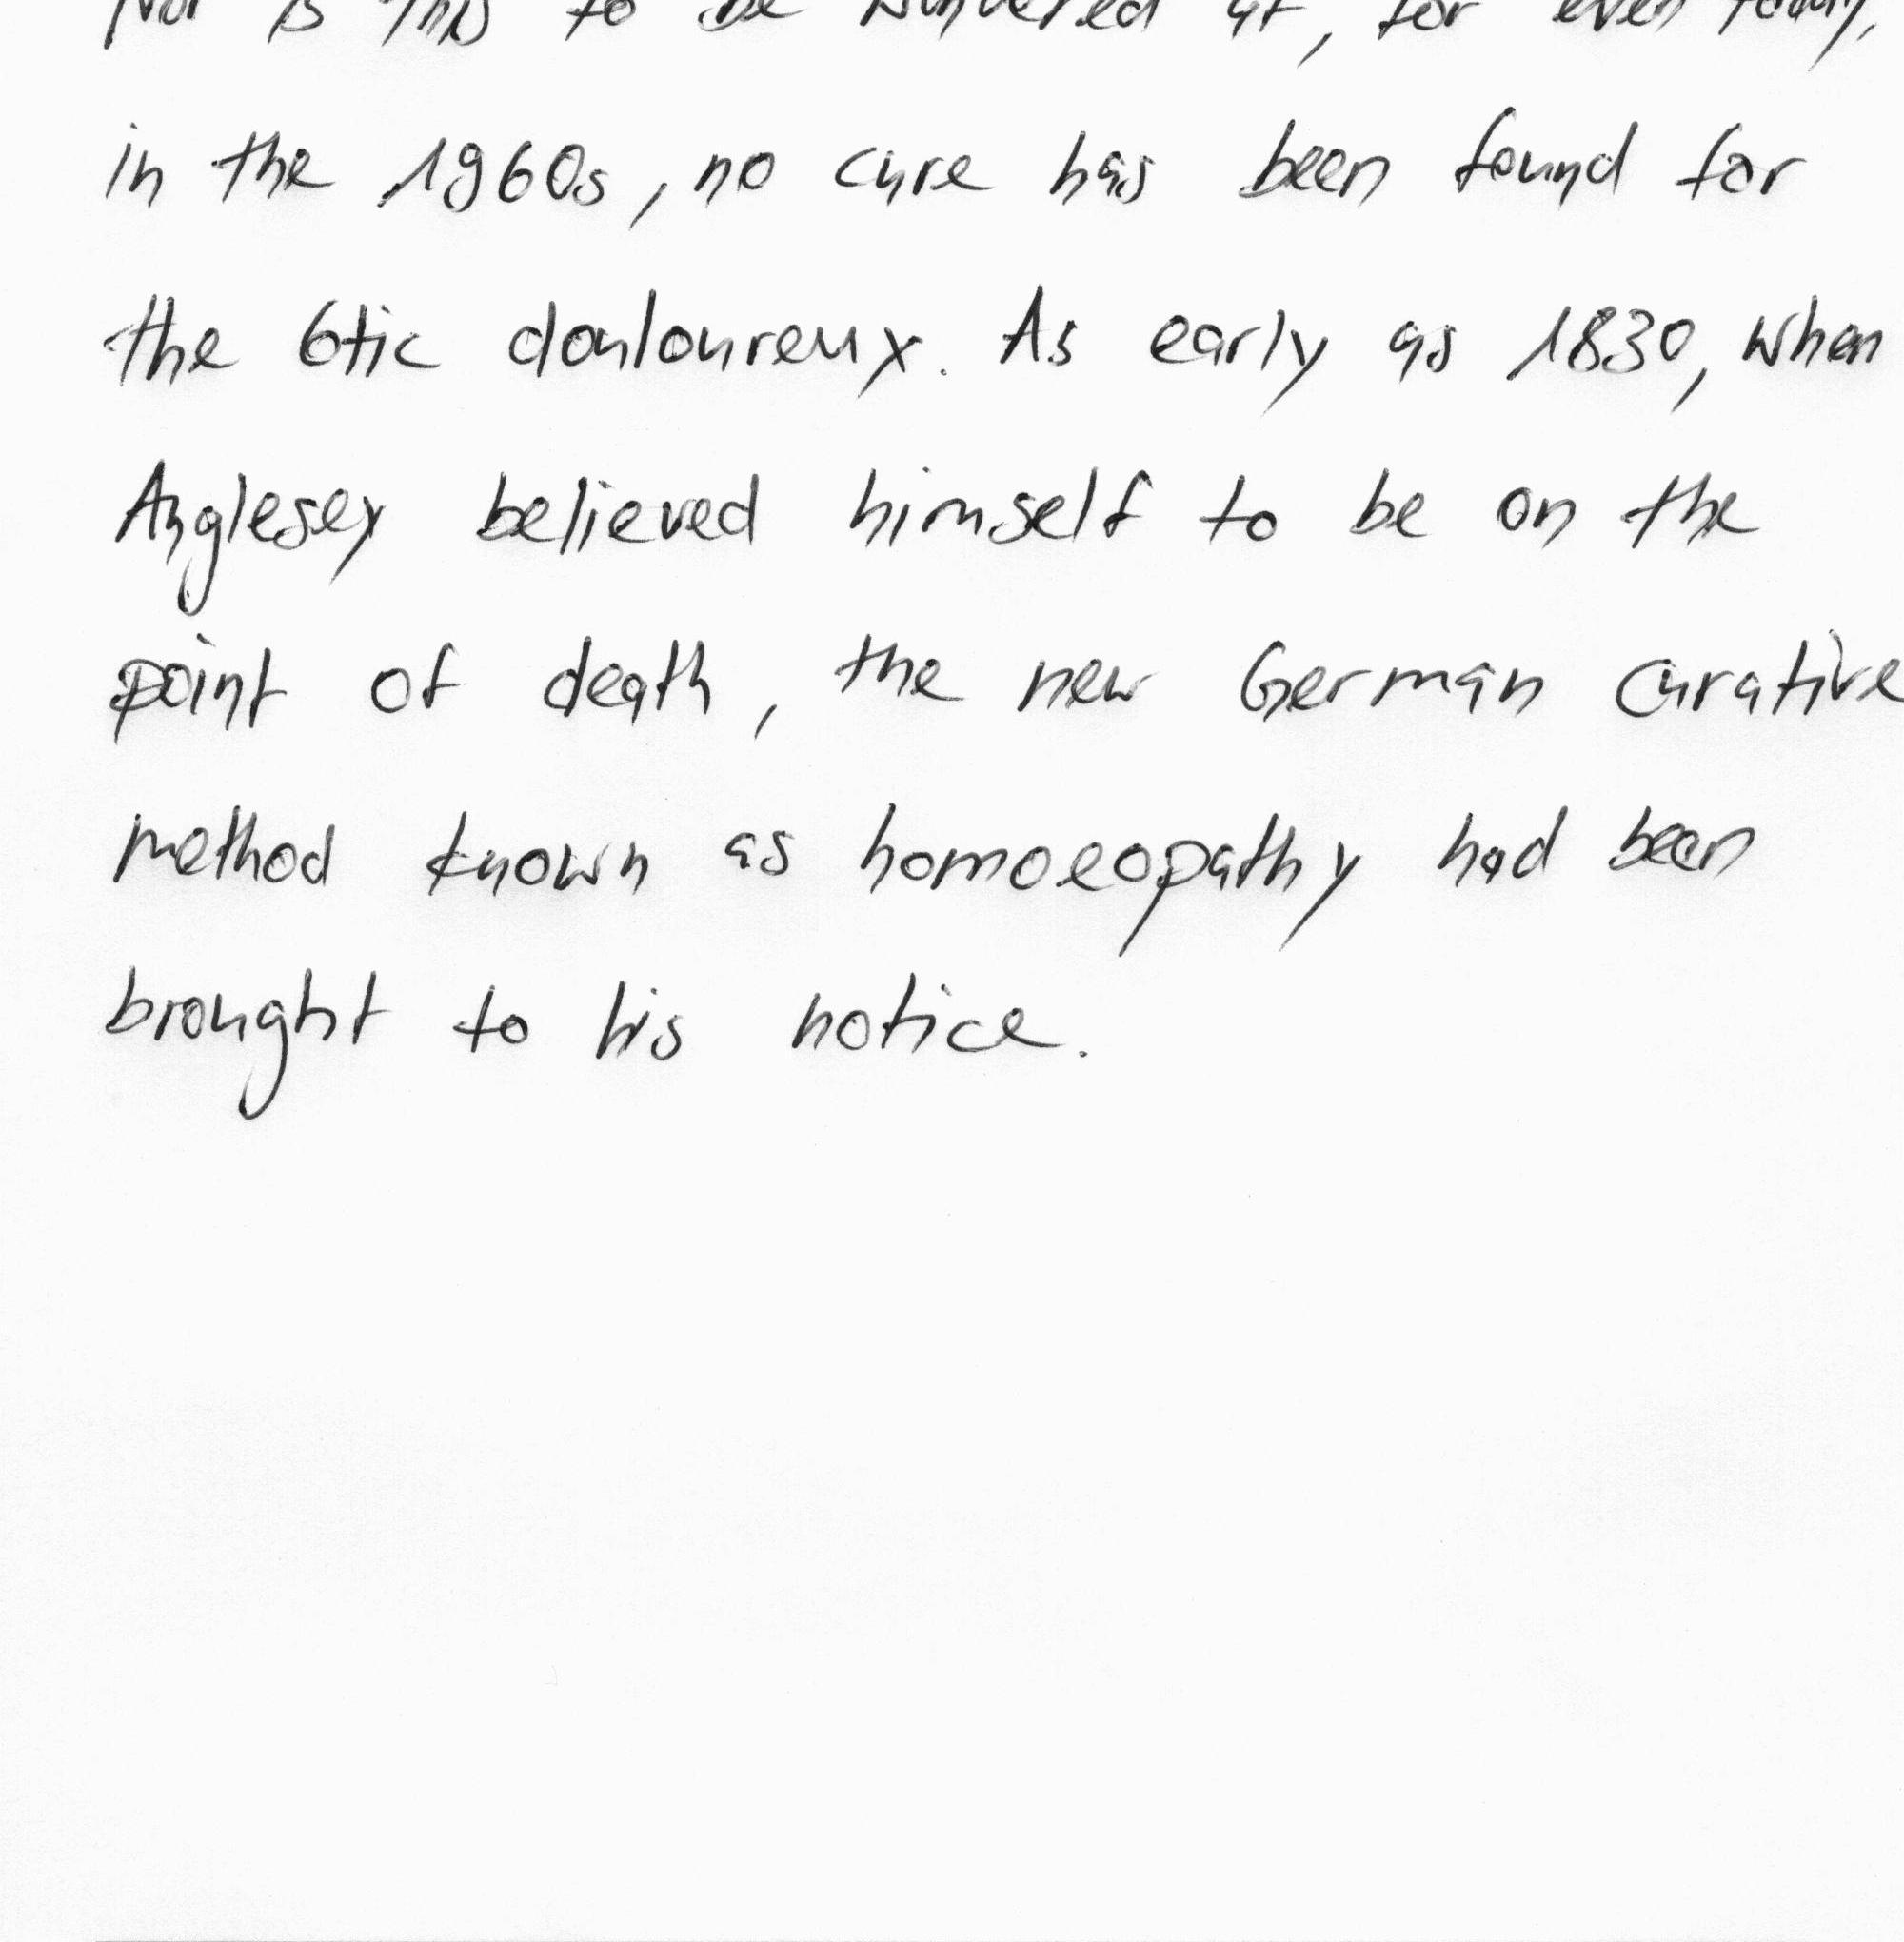 Nor is this to be wondered at, for even today,
in the 1960s, no cure has been found for
the 6tic douloureux. As early as 1830, when
Anglesey believed himself to be on the
point of death, the new German curative
method known as homoeopathy had been
brought to his notice.